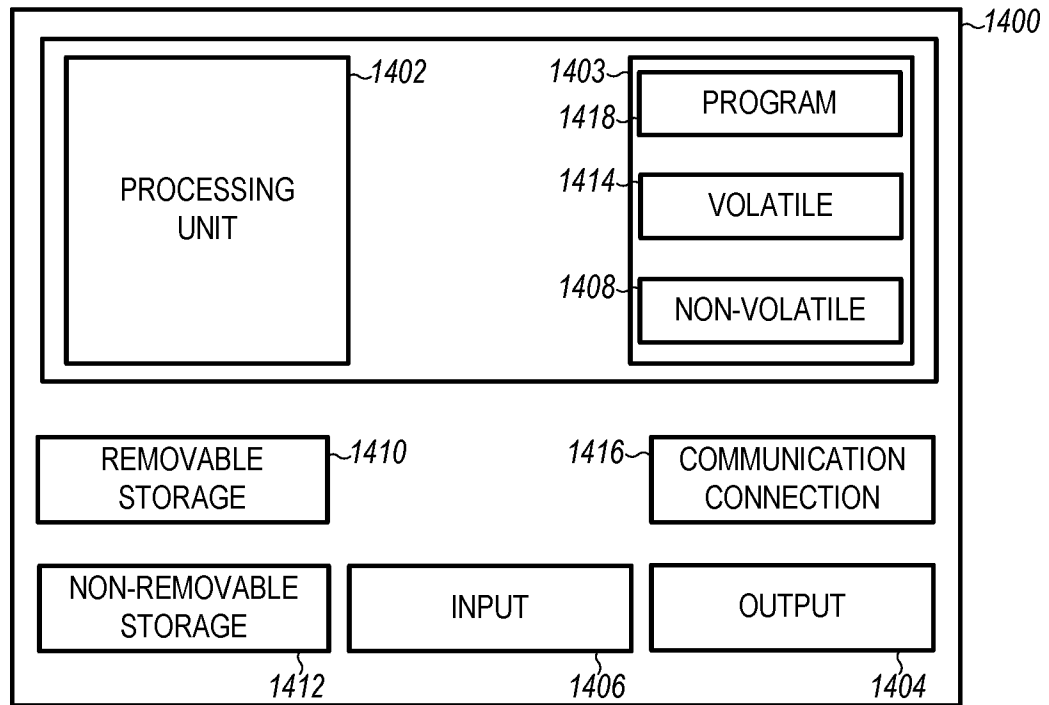 1400
1402
1403
PROGRAM
1418
PROCESSING
UNIT
1414
VOLATILE
1408
NON-VOLATILE
REMOVABLE
STORAGE
1410
1416
COMMUNICATION
CONNECTION
NON-REMOVABLE
STORAGE
INPUT
OUTPUT
1412
1406
1404